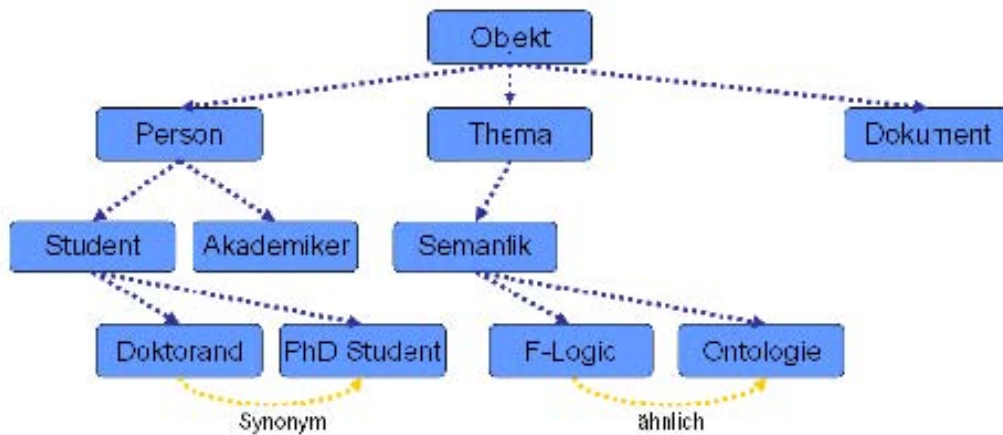 Obekt
Person
Thema
Dokument
Student
Akademiker
Semantik
Doktorand
PhD Student
F-Logic
Ontologie
Synonym
ähnlich